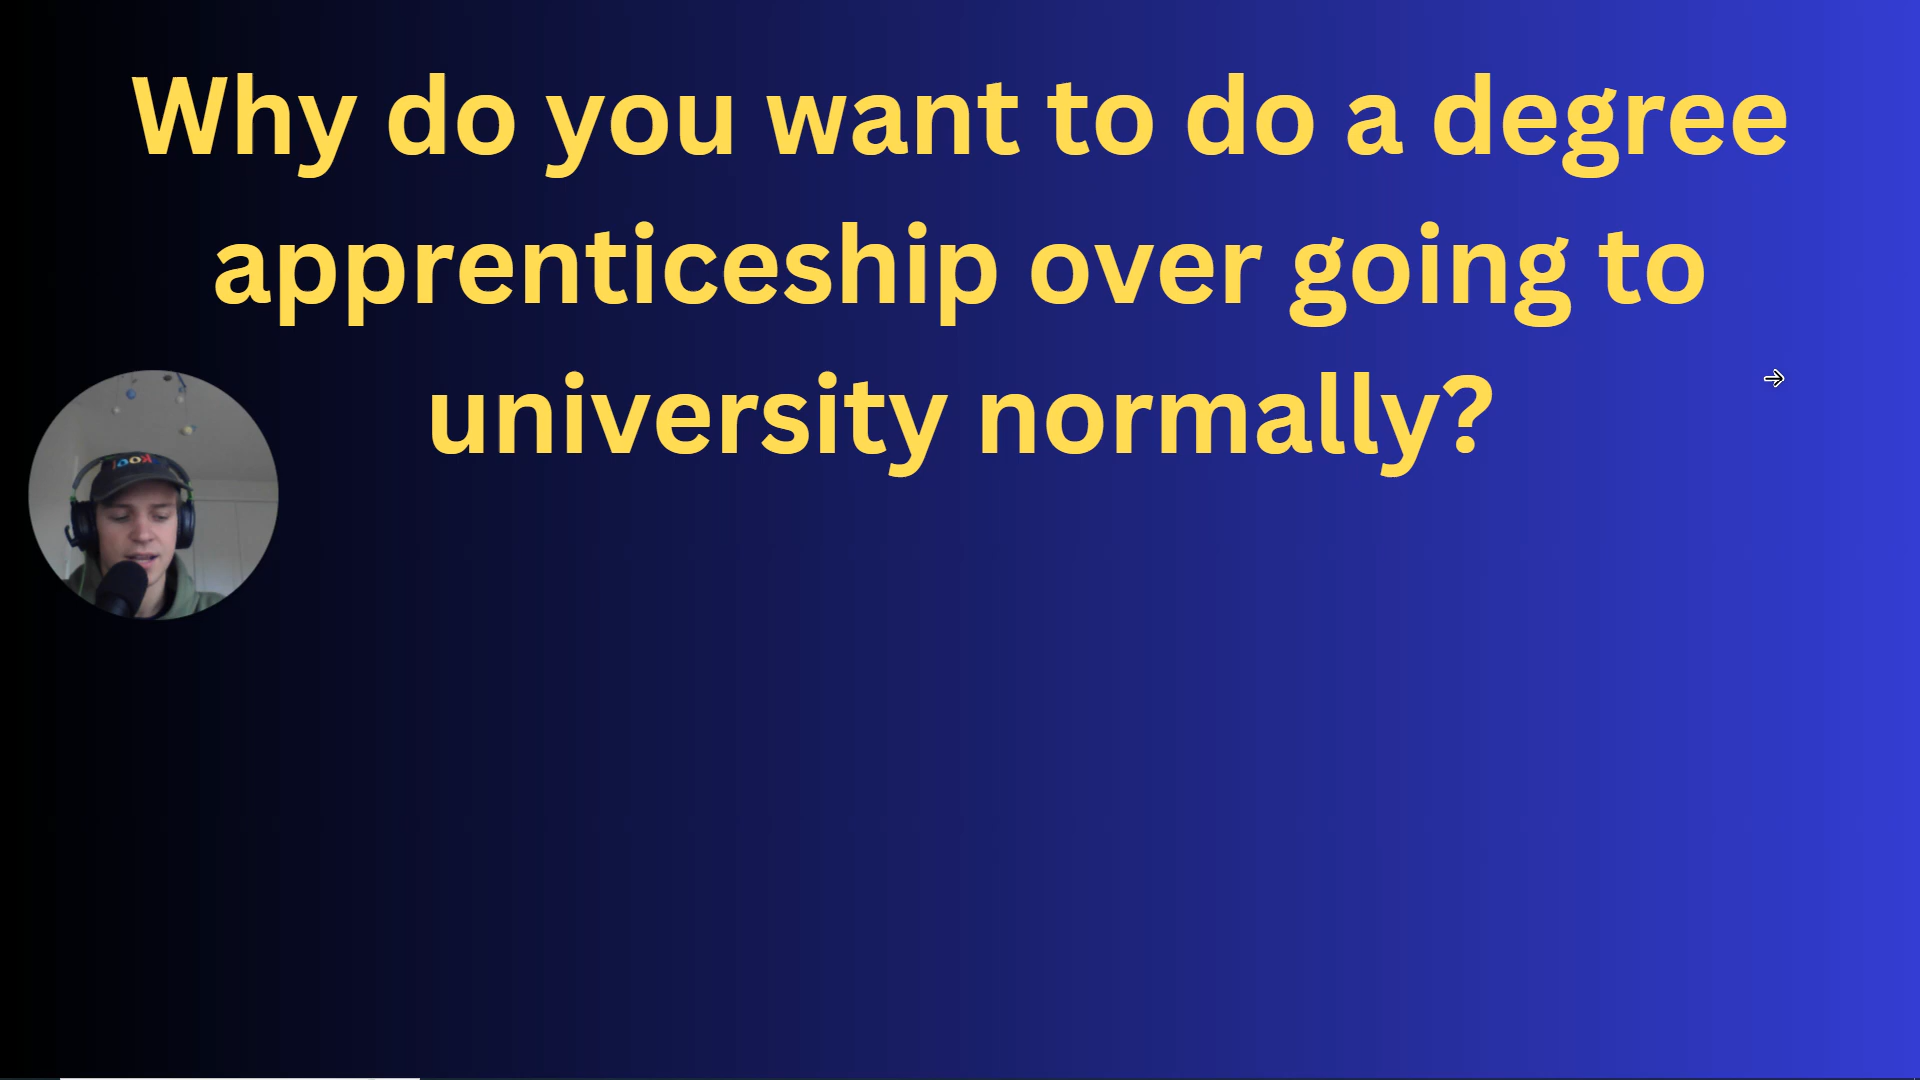 Why do you want to do a degree
apprenticeship over going to
university normally?